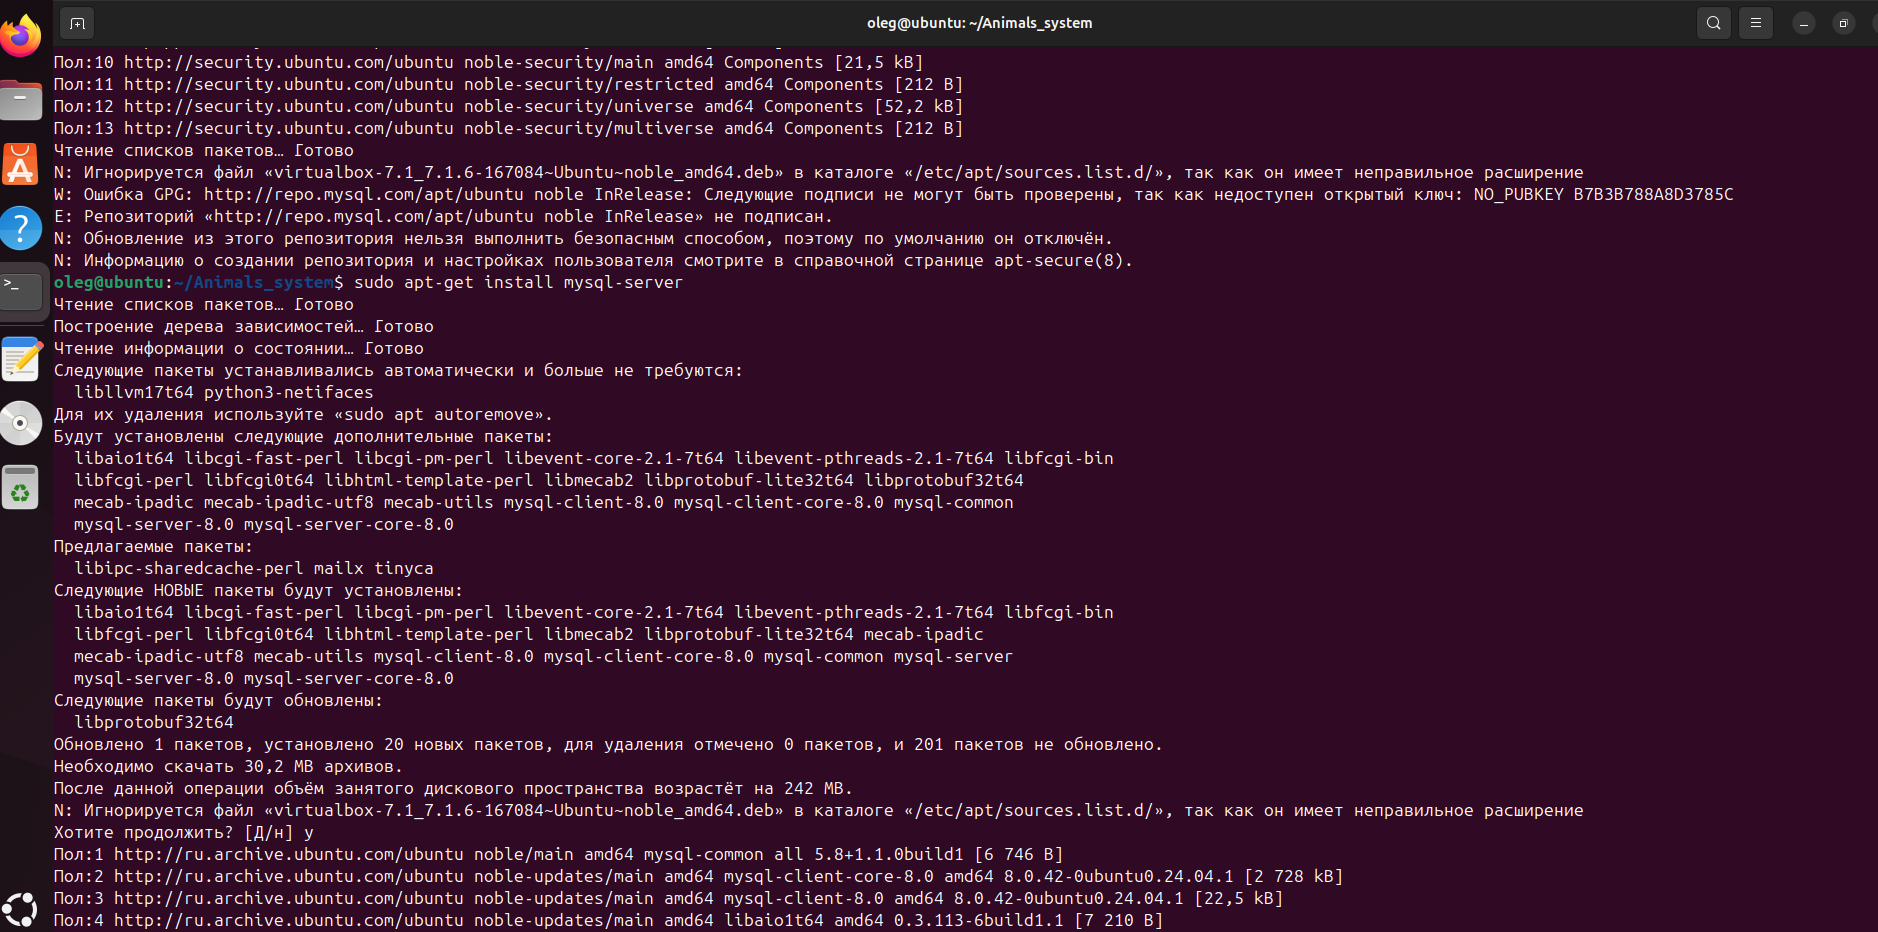 oleg@ubuntu: ~/Animals_system
Пол:10 http://security.ubuntu.com/ubuntu noble-security/main amd64 Components [21,5 kB]
Пол:11 http://security.ubuntu.com/ubuntu noble-security/restricted amd64 Components [212 B]
Пол:12 http://security.ubuntu.com/ubuntu noble-security/universe amd64 Components [52,2 kB]
Пол:13 http://security.ubuntu.com/ubuntu noble-security/multiverse amd64 Components [212 B]
Чтение списков пакетов… Готово
N: Игнорируется файл «virtualbox-7.1_7.1.6-167084~Ubuntu~noble_amd64.deb» в каталоге «/etc/apt/sources.list.d/», так как он имеет неправильное расширение
W: Ошибка GPG: http://repo.mysql.com/apt/ubuntu noble InRelease: Следующие подписи не могут быть проверены, так как недоступен открытый ключ: NO_PUBKEY B7B3B788A8D3785C
E: Репозиторий «http://repo.mysql.com/apt/ubuntu noble InRelease» не подписан.
N: Обновление из этого репозитория нельзя выполнить безопасным способом, поэтому по умолчанию он отключён.
N: Информацию о создании репозитория и настройках пользователя смотрите в справочной странице apt-secure(8).
oleg@ubuntu:~/Animals_system$ sudo apt-get install mysql-server
Чтение списков пакетов… Готово
Построение дерева зависимостей… Готово
Чтение информации о состоянии… Готово
Следующие пакеты устанавливались автоматически и больше не требуются:
libllvm17t64 python3-netifaces
Для их удаления используйте «sudo apt autoremove».
Будут установлены следующие дополнительные пакеты:
libaio1t64 libcgi-fast-perl libcgi-pm-perl libevent-core-2.1-7t64 libevent-pthreads-2.1-7t64 libfcgi-bin
libfcgi-perl libfcgi0t64 libhtml-template-perl libmecab2 libprotobuf-lite32t64 libprotobuf32t64
mecab-ipadic mecab-ipadic-utf8 mecab-utils mysql-client-8.0 mysql-client-core-8.0 mysql-common
mysql-server-8.0 mysql-server-core-8.0
Предлагаемые пакеты:
libipc-sharedcache-perl mailx tinyca
Следующие НОВЫЕ пакеты будут установлены:
libaio1t64 libcgi-fast-perl libcgi-pm-perl libevent-core-2.1-7t64 libevent-pthreads-2.1-7t64 libfcgi-bin
libfcgi-perl libfcgi0t64 libhtml-template-perl libmecab2 libprotobuf-lite32t64 mecab-ipadic
mecab-ipadic-utf8 mecab-utils mysql-client-8.0 mysql-client-core-8.0 mysql-common mysql-server
mysql-server-8.0 mysql-server-core-8.0
Следующие пакеты будут обновлены:
libprotobuf32t64
Обновлено 1 пакетов, установлено 20 новых пакетов, для удаления отмечено 0 пакетов, и 201 пакетов не обновлено.
Необходимо скачать 30,2 MB архивов.
После данной операции объём занятого дискового пространства возрастёт на 242 MB.
N: Игнорируется файл «virtualbox-7.1_7.1.6-167084~Ubuntu~noble_amd64.deb» в каталоге «/etc/apt/sources.list.d/», так как он имеет неправильное расширение
Хотите продолжить? [Д/н] y
Пол:1 http://ru.archive.ubuntu.com/ubuntu noble/main amd64 mysql-common all 5.8+1.1.0build1 [6 746 B]
Пол:2 http://ru.archive.ubuntu.com/ubuntu noble-updates/main amd64 mysql-client-core-8.0 amd64 8.0.42-0ubuntu0.24.04.1 [2 728 kB]
Пол:3 http://ru.archive.ubuntu.com/ubuntu noble-updates/main amd64 mysql-client-8.0 amd64 8.0.42-0ubuntu0.24.04.1 [22,5 kB]
Пол:4 http://ru.archive.ubuntu.com/ubuntu noble-updates/main amd64 libaio1t64 amd64 0.3.113-6build1.1 [7 210 B]